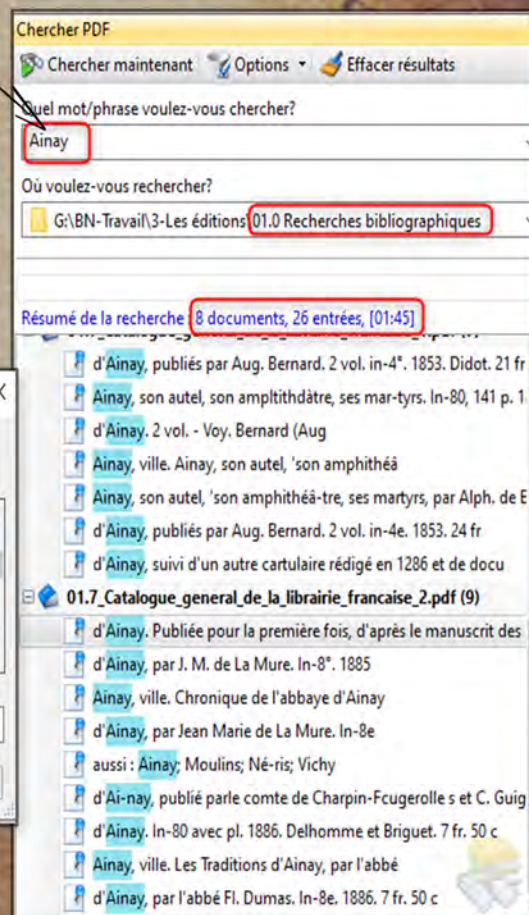 Chercher PDF
Chercher maintenant Options Effacer résultats
Quel mot/phrase voulez-vous chercher?
Ainay
Où voulez-vous rechercher?
G:\BN-Travail\3-Les éditions\01.0 Recherches bibliographiques
Résumé de la recherche : 8 documents, 26 entrées, [01:45]
d'Ainay, publiés par Aug. Bernard. 2 vol. in-4°. 1853. Didot. 21 fr
Ainay, son autel, son ampltithdàtre, ses mar-tyrs. In-80, 141 p. 1
d'Ainay. 2 vol. - Voy. Bernard (Aug
Ainay, ville. Ainay, son autel, 'son amphithéâ
Ainay, son autel, 'son amphithéâ-tre, ses martyrs, par Alph. de
d'Ainay, publiés par Aug. Bernard. 2 vol. in-4e. 1853. 24 fr
d'Ainay, suivi d'un autre cartulaire rédigé en 1286 et de docu
01.7_Catalogue_general_de_la_librairie_francaise_2.pdf (9)
d'Ainay. Publiée pour la première fois, d'après le manuscrit des
d'Ainay, par J. M. de La Mure. In-8°. 1885
Ainay, ville. Chronique de l'abbaye d'Ainay
d'Ainay, par Jean Marie de La Mure. In-8e
aussi : Ainay; Moulins; Né-ris; Vichy
d'Ai-nay, publié parle comte de Charpin-Fcugerolle s et C. Guig
d'Ainay. In-80 avec pl. 1886. Delhomme et Briguet. 7 fr. 50 c
Ainay, ville. Les Traditions d'Ainay, par l'abbé
d'Ainay, par l'abbé Fl. Dumas. In-8e. 1886. 7 fr. 50 c